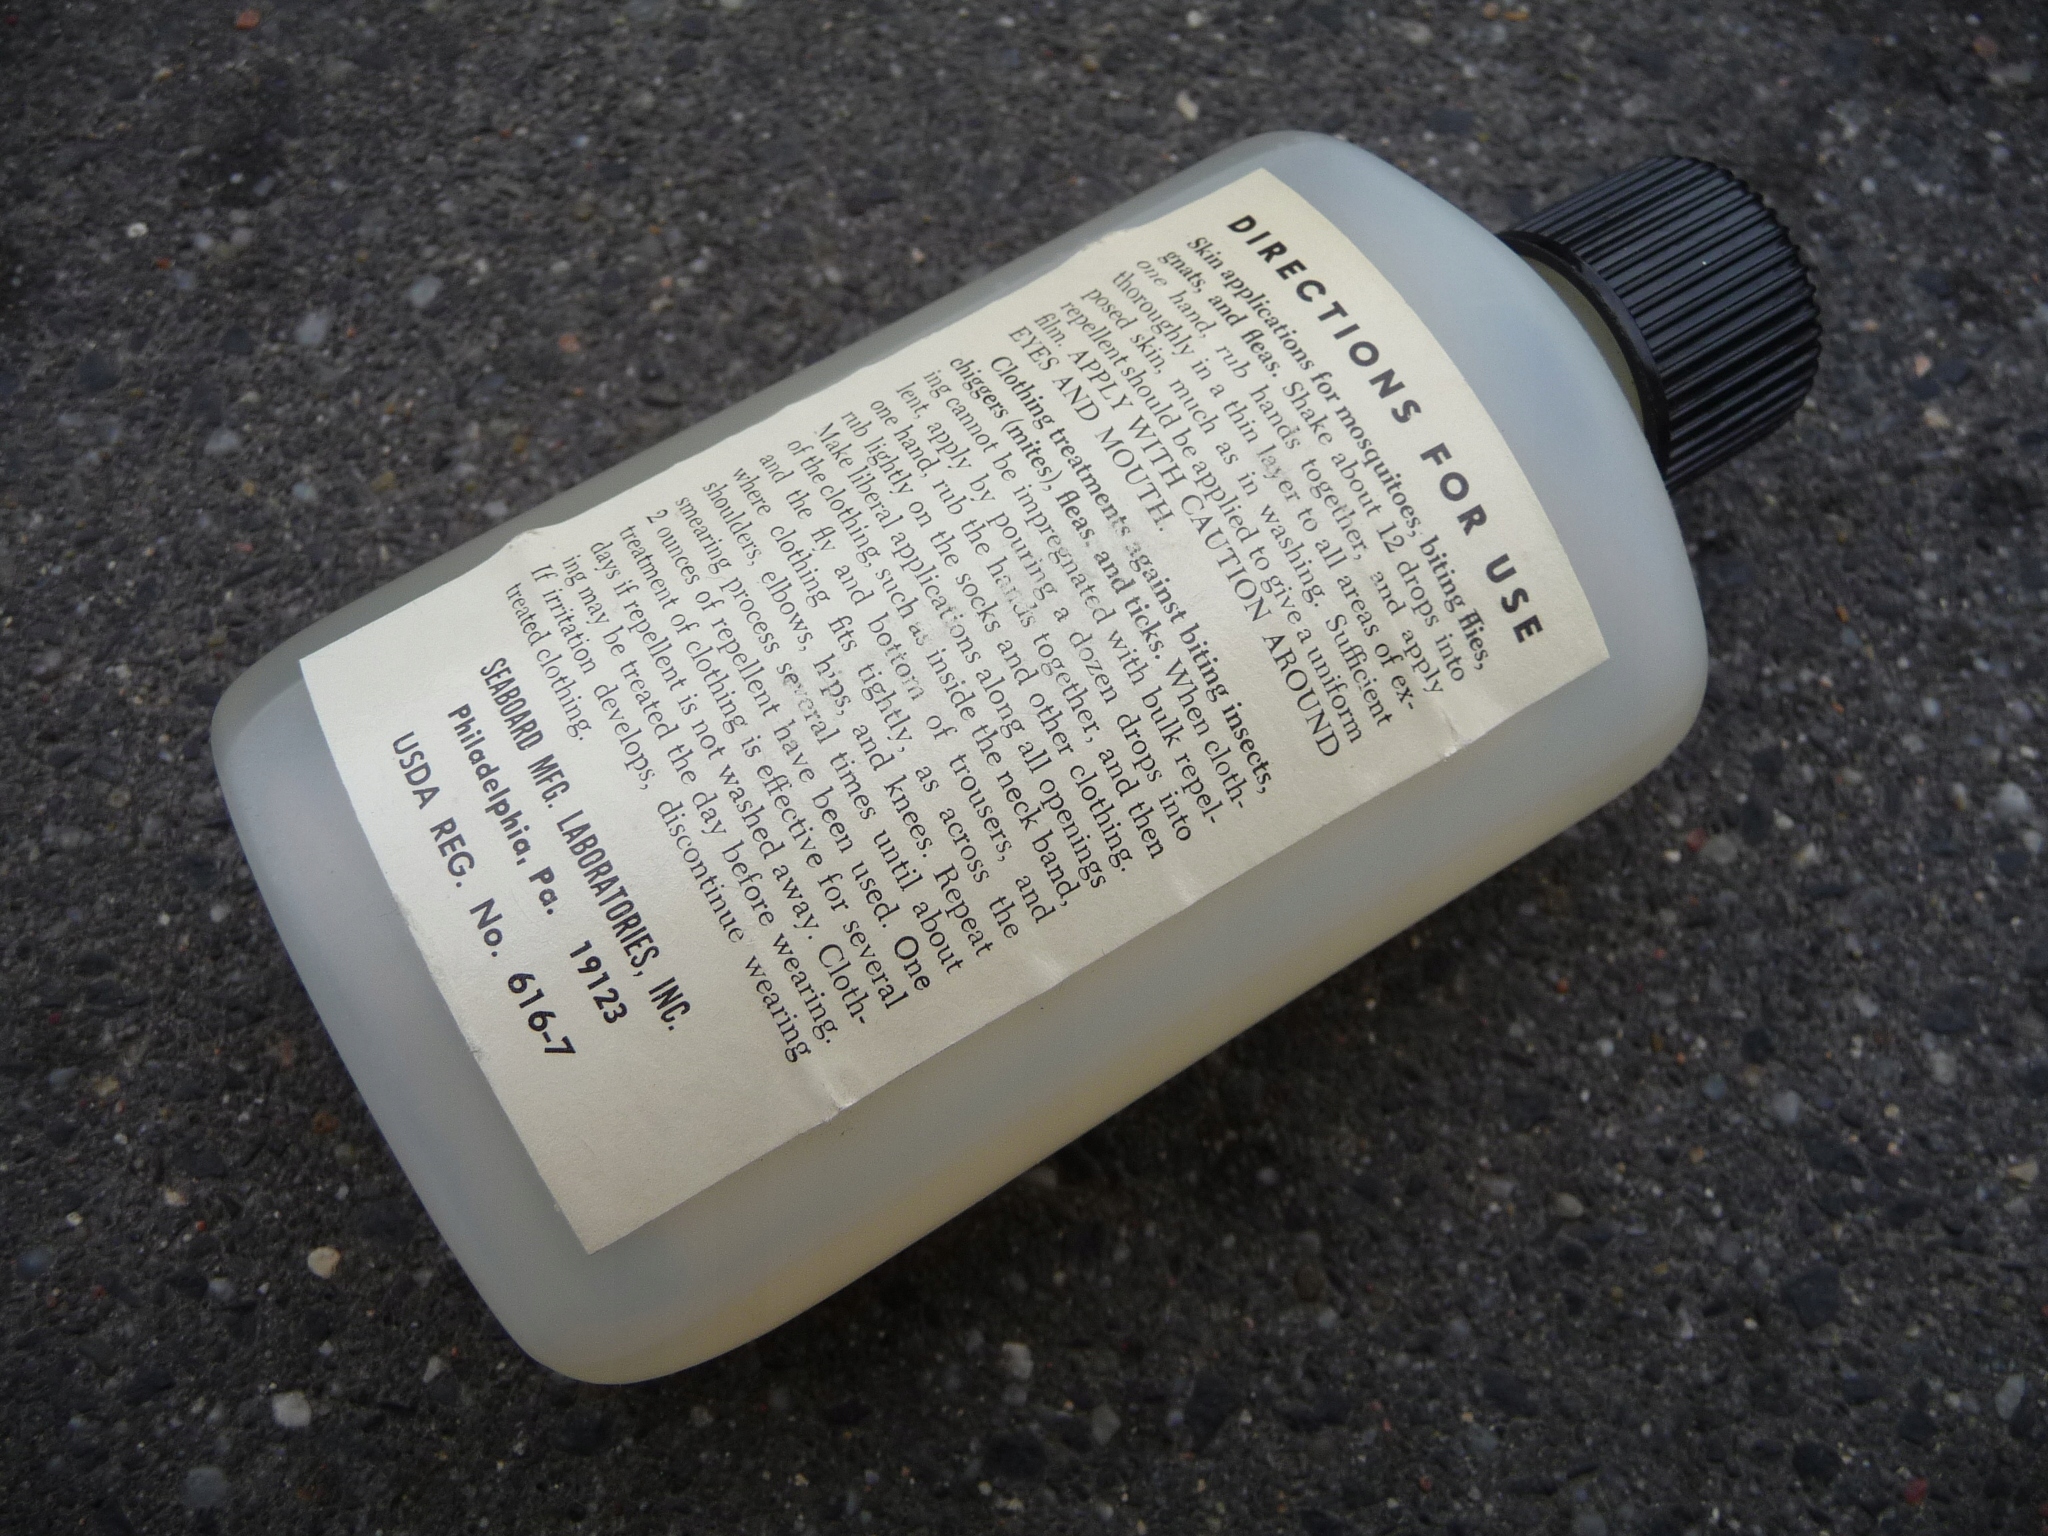 DIRECTIONS FOR USE
Skin applications for mosquitoes, biting flies,
gnats, and fleas. Shake about 12 drops into
one hand, rub hands together, and apply
thoroughly in a thin layer to all areas of ex-
posed skin, much as in washing. Sufficient
repellent should be applied to give a uniform
film. APPLY WITH CAUTION AROUND
EYES AND MOUTH.
Clothing treatments against biting insects,
chiggers (mites), fleas, and ticks. When cloth-
ing cannot be impregnated with bulk repel-
lent, apply by pouring a dozen drops into
one hand, rub the hands together, and then
rub lightly on the socks and other clothing.
Make liberal applications along all openings
of the clothing, such as inside the neck band,
and the fly and bottom of trousers, and
where clothing fits tightly, as across the
shoulders, elbows, hips, and knees. Repeat
smearing process several times until about
2 ounces of repellent have been used. One
treatment of clothing is effective for several
days if repellent is not washed away. Cloth-
ing may be treated the day before wearing.
If irritation develops, discontinue wearing
treated clothing.
SEABOARD MFG. LABORATORIES, INC.
Philadelphia, Pa. 19123
USDA REG. No. 616-7